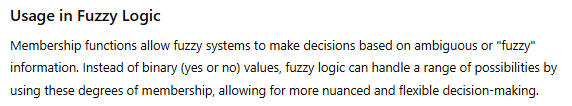 Usage in Fuzzy Logic
Membership functions allow fuzzy systems to make decisions based on ambiguous or "fuzzy"
information. Instead of binary (yes or no) values, fuzzy logic can handle a range of possibilities by
using these degrees of membership, allowing for more nuanced and flexible decision-making.